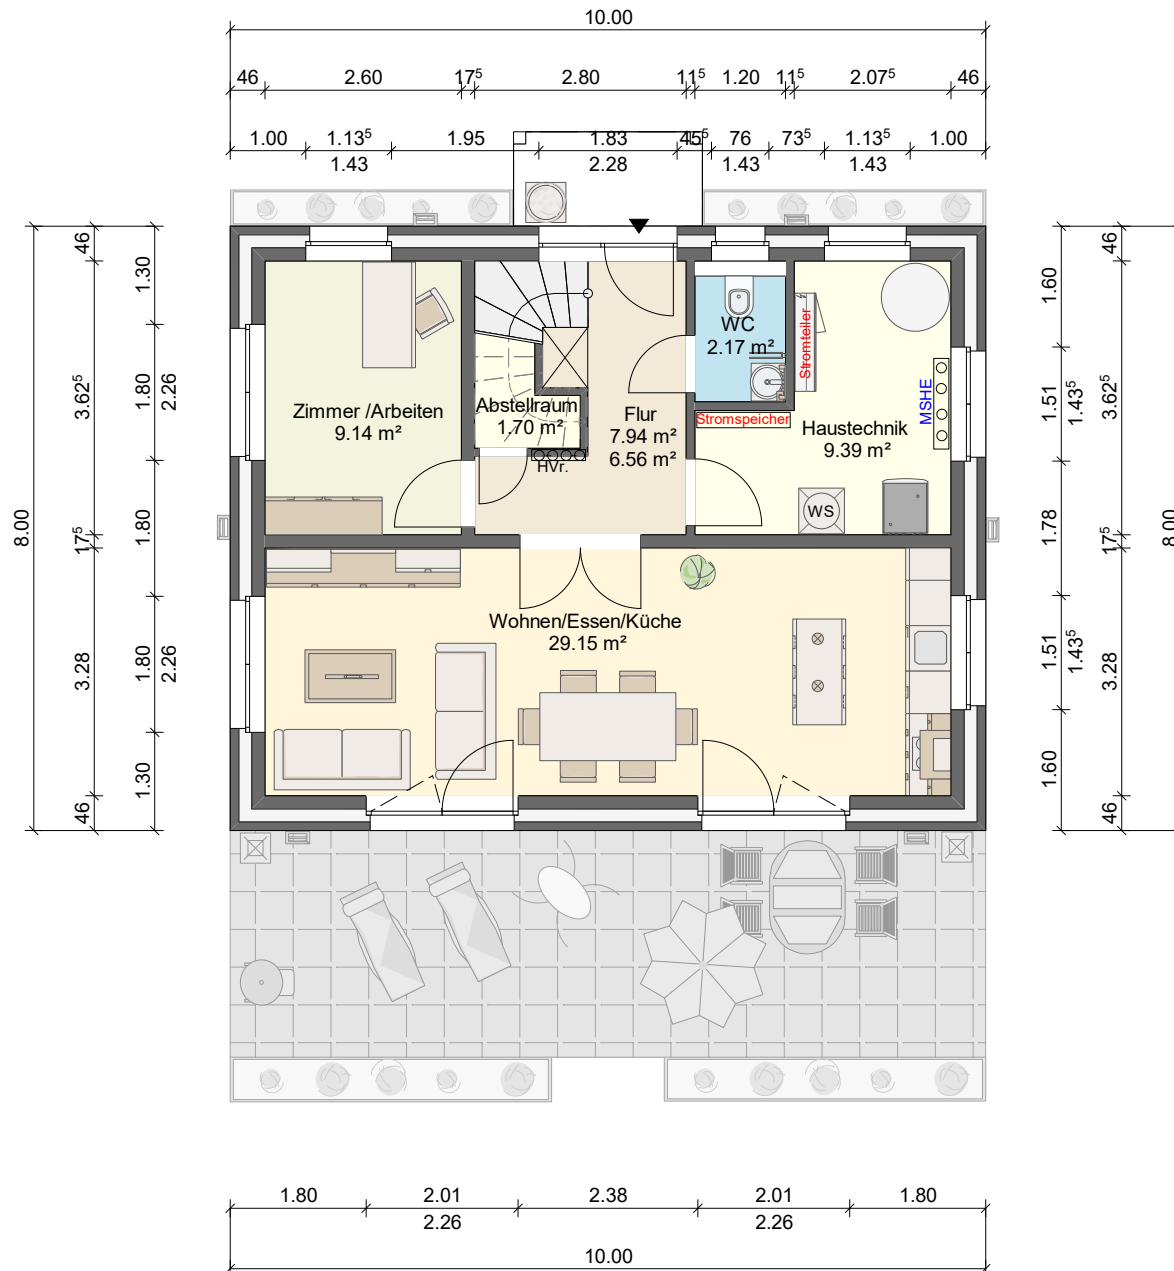 10.00
46 2.60 17⁵ 2.80 11⁵ 1.20 11⁵ 2.07⁵ 46
1.00 1.13⁵ 1.95 1.83 45⁵ 76 73⁵ 1.13⁵ 1.00
1.43 2.28 1.43 1.43
8.00
46 3.62⁵ 17⁵ 3.28 46
1.30 1.80 1.80 1.80 1.30
2.26 2.26
Zimmer /Arbeiten
9.14 m²
Abstellraum
1.70 m²
HVr.
Flur
7.94 m²
6.56 m²
WC
2.17 m²
Stromteiler
Stromspeicher
MSHE
Haustechnik
9.39 m²
WS
Wohnen/Essen/Küche
29.15 m²
1.60 1.51 1.78 1.51 1.60
1.43⁵ 1.43⁵
46 3.62⁵ 17⁵ 3.28 46
8.00
1.80 2.01 2.38 2.01 1.80
2.26 2.26
10.00